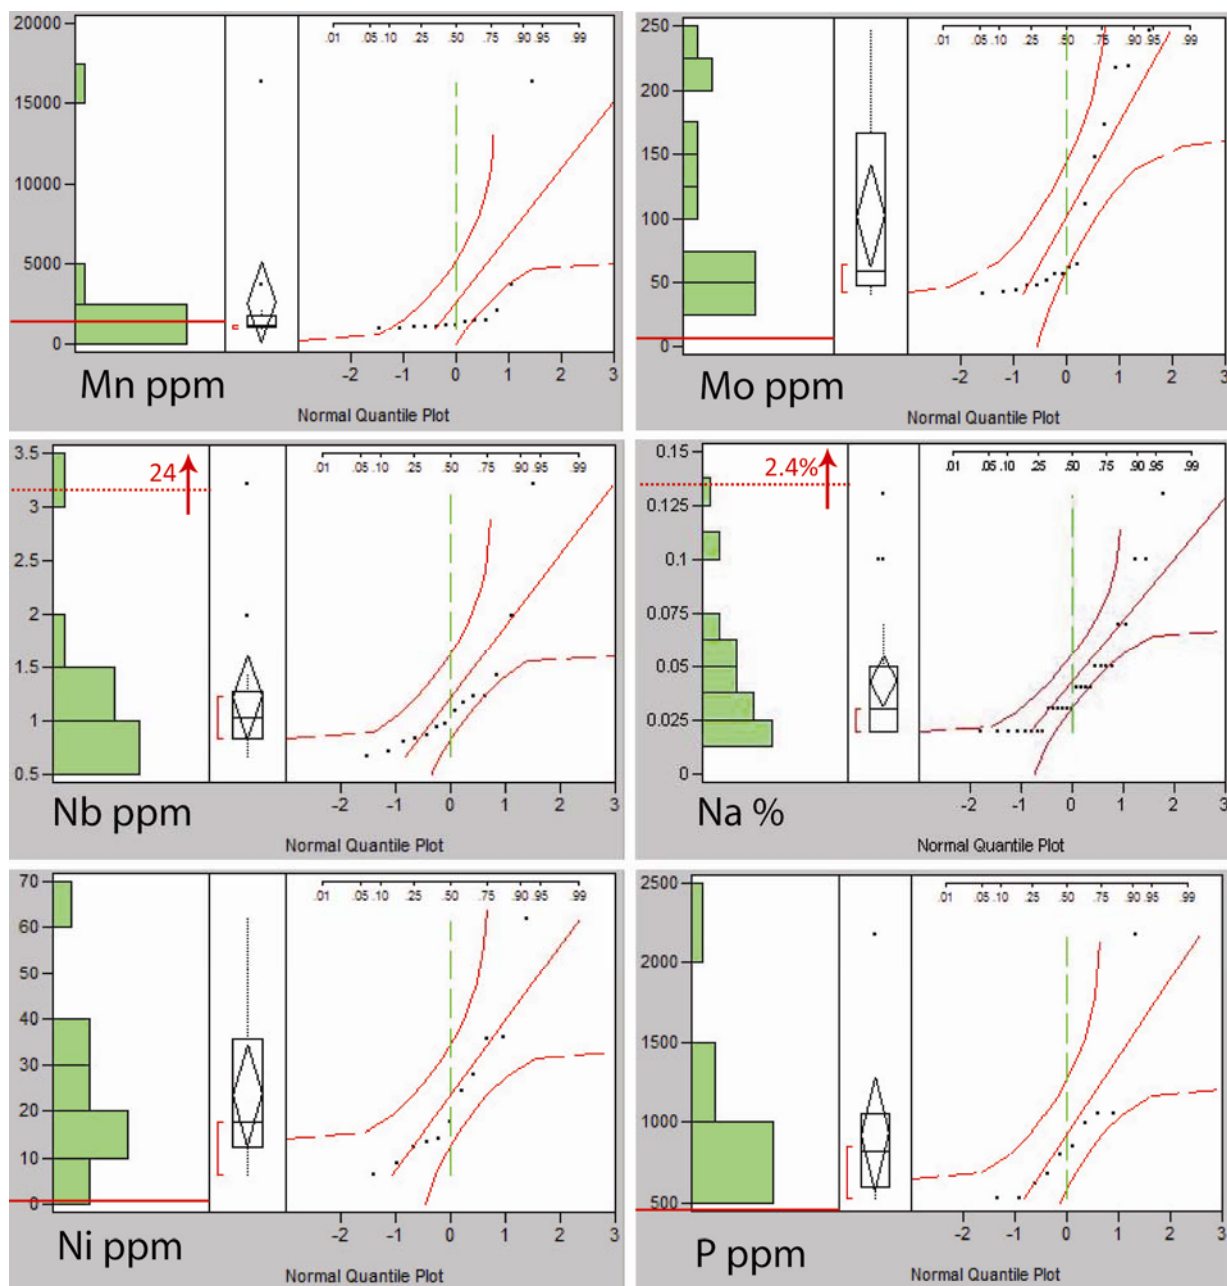 20000
15000
10000
5000
0
.01 .05 .10 .25 .50 .75 .90 .95 .99
-2 -1 0 1 2 3
Mn ppm
Normal Quantile Plot
250
200
150
100
50
0
.01 .05 .10 .25 .50 .75 .90 .95 .99
-2 -1 0 1 2 3
Mo ppm
Normal Quantile Plot
3.5
3
2.5
2
1.5
1
0.5
24
.01 .05 .10 .25 .50 .75 .90 .95 .99
-2 -1 0 1 2 3
Nb ppm
Normal Quantile Plot
0.15
0.125
0.1
0.075
0.05
0.025
0
2.4%
.01 .05 .10 .25 .50 .75 .90 .95 .99
-2 -1 0 1 2 3
Na %
Normal Quantile Plot
70
60
50
40
30
20
10
0
.01 .05 .10 .25 .50 .75 .90 .95 .99
-2 -1 0 1 2 3
Ni ppm
Normal Quantile Plot
2500
2000
1500
1000
500
.01 .05 .10 .25 .50 .75 .90 .95 .99
-2 -1 0 1 2 3
P ppm
Normal Quantile Plot